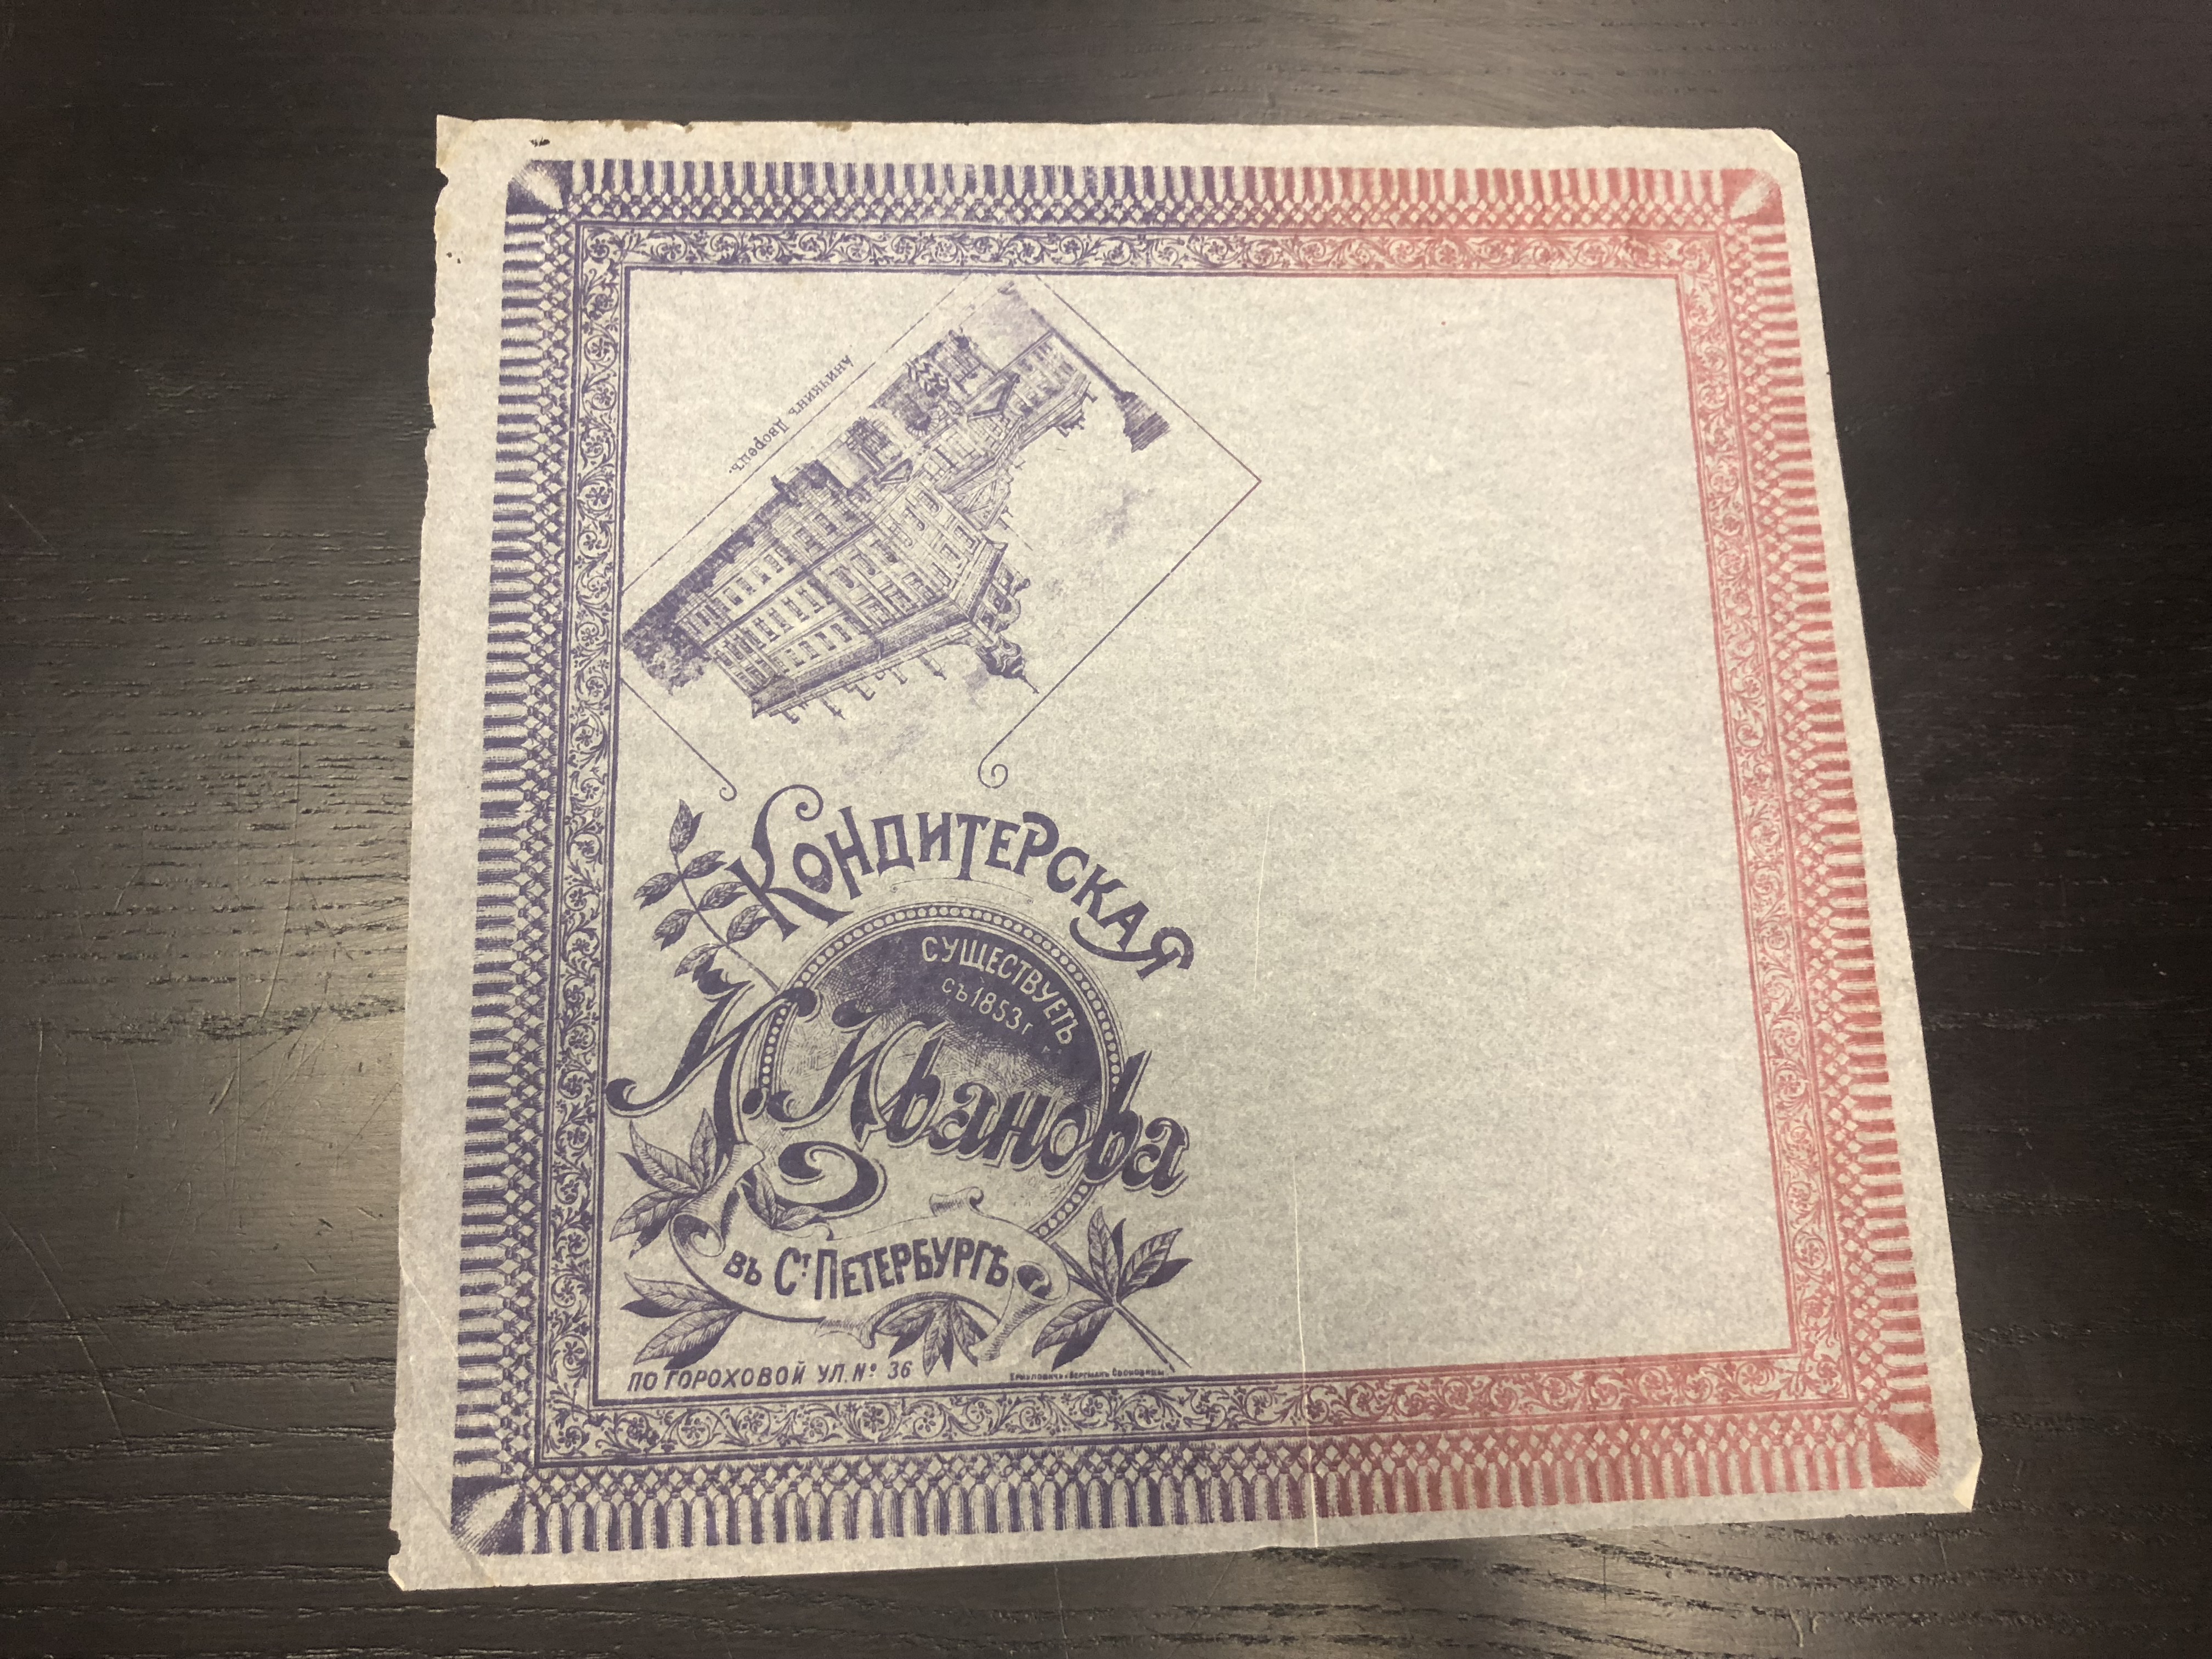 Аничкинъ Дворецъ.
Кондитерская
СУЩЕСТВУЕТЪ
съ 1853 г
И. Иванова
въ Ст ПЕТЕРБУРГѢ
ПО ГОРОХОВОЙ УЛ. № 36